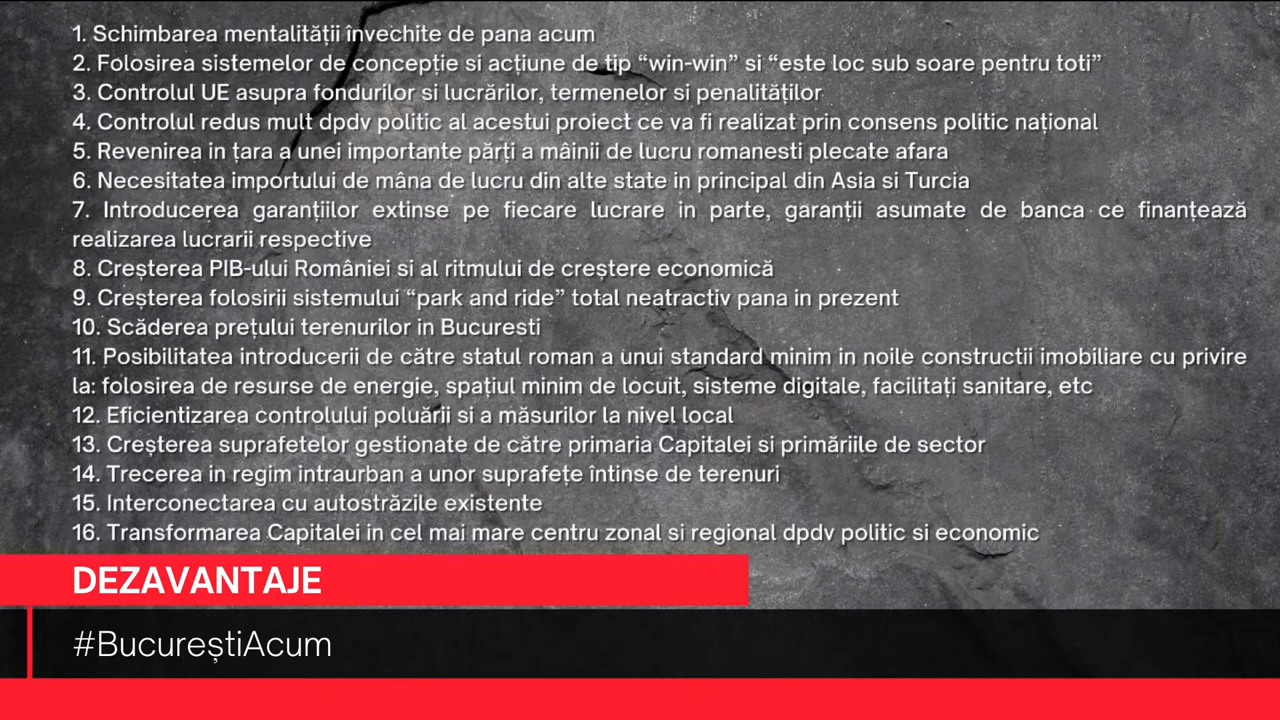 1. Schimbarea mentalității învechite de pana acum
2. Folosirea sistemelor de concepție si acțiune de tip “win-win” si “este loc sub soare pentru toti”
3. Controlul UE asupra fondurilor si lucrărilor, termenelor si penalităților
4. Controlul redus mult dpdv politic al acestui proiect ce va fi realizat prin consens politic național
5. Revenirea in țara a unei importante părți a mâinii de lucru romanesti plecate afara
6. Necesitatea importului de mâna de lucru din alte state in principal din Asia si Turcia
7. Introducerea garanțiilor extinse pe fiecare lucrare in parte, garanții asumate de banca ce finanțează
realizarea lucrarii respective
8. Creșterea PIB-ului României si al ritmului de creștere economică
9. Creșterea folosirii sistemului “park and ride” total neatractiv pana in prezent
10. Scăderea prețului terenurilor in Bucuresti
11. Posibilitatea introducerii de către statul roman a unui standard minim in noile constructii imobiliare cu privire
la: folosirea de resurse de energie, spațiul minim de locuit, sisteme digitale, facilitați sanitare, etc
12. Eficientizarea controlului poluării si a măsurilor la nivel local
13. Creșterea suprafetelor gestionate de către primaria Capitalei si primăriile de sector
14. Trecerea in regim intraurban a unor suprafețe întinse de terenuri
15. Interconectarea cu autostrăzile existente
16. Transformarea Capitalei in cel mai mare centru zonal si regional dpdv politic si economic
DEZAVANTAJE
#BucureștiAcum